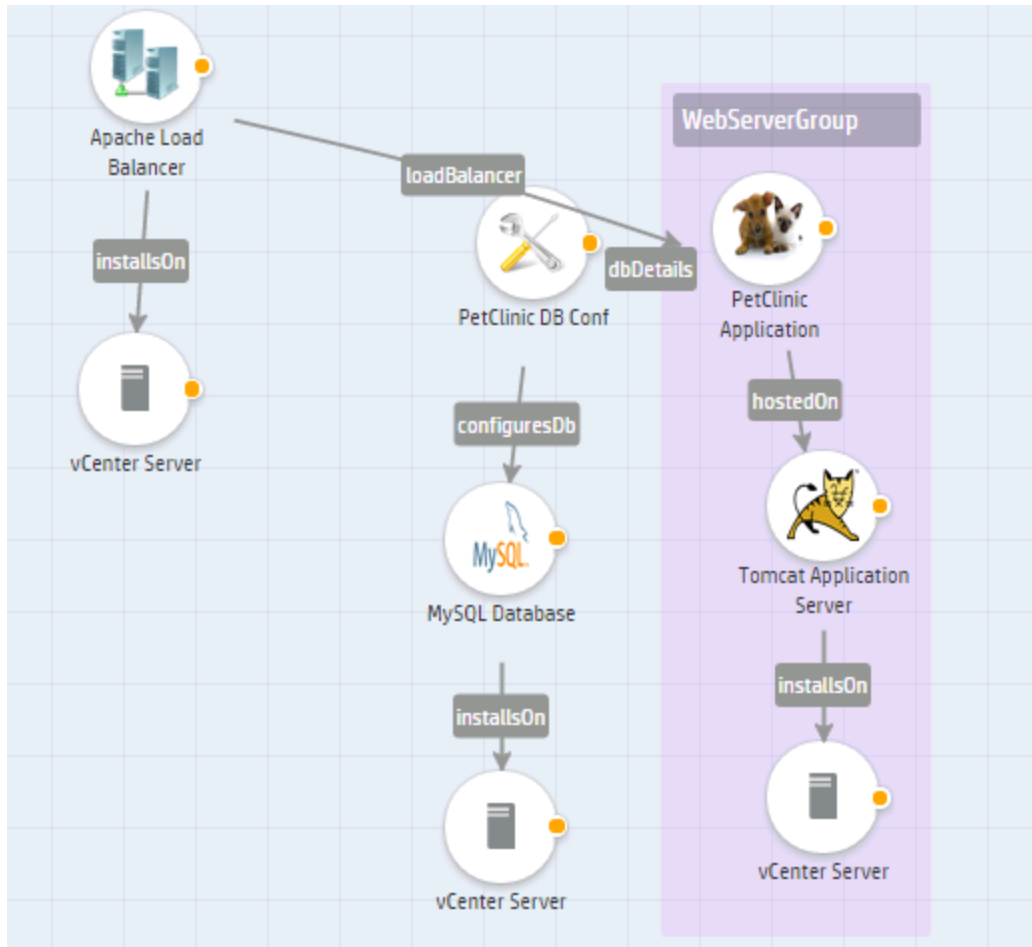 Apache Load
Balancer
installsOn
vCenter Server
loadBalancer
PetClinic DB Conf
dbDetails
configuresDb
MySQL
MySQL Database
installsOn
vCenter Server
WebServerGroup
PetClinic
Application
hostedOn
Tomcat Application
Server
installsOn
vCenter Server